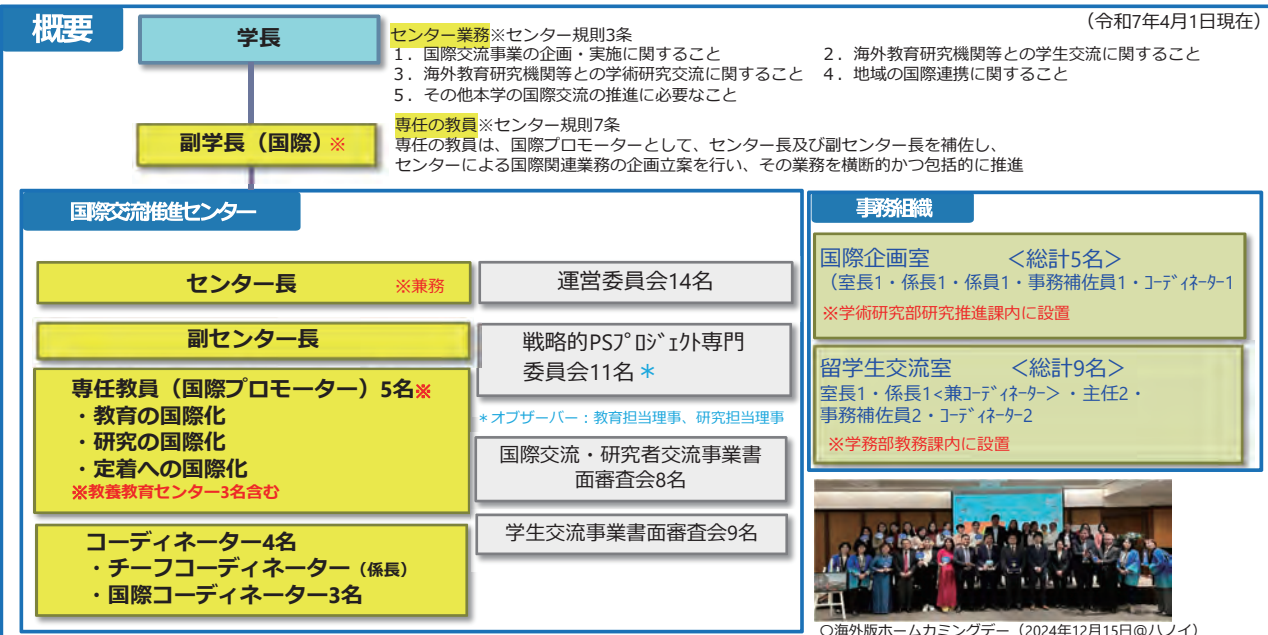 概要
（令和7年4月1日現在）
学長
センター業務※センター規則3条
1．国際交流事業の企画・実施に関すること
2．海外教育研究機関等との学生交流に関すること
3．海外教育研究機関等との学術研究交流に関すること
4．地域の国際連携に関すること
5．その他本学の国際交流の推進に必要なこと
副学長（国際）※
専任の教員※センター規則7条
専任の教員は、国際プロモーターとして、センター長及び副センター長を補佐し、
センターによる国際関連業務の企画立案を行い、その業務を横断的かつ包括的に推進
国際交流推進センター
センター長 ※兼務
副センター長
専任教員（国際プロモーター）5名※
・教育の国際化
・研究の国際化
・定着への国際化
※教養教育センター3名含む
コーディネーター4名
・チーフコーディネーター（係長）
・国際コーディネーター3名
運営委員会14名
戦略的PSﾌﾟﾛｼﾞｪｸﾄ専門
委員会11名＊
＊オブザーバー：教育担当理事、研究担当理事
国際交流・研究者交流事業書
面審査会8名
学生交流事業書面審査会9名
事務組織
国際企画室 ＜総計5名＞
（室長1・係長1・係員1・事務補佐員1・ｺｰﾃﾞｨﾈｰﾀｰ1
※学術研究部研究推進課内に設置
留学生交流室 ＜総計9名＞
室長1・係長1<兼ｺｰﾃﾞｨﾈｰﾀｰ＞・主任2・
事務補佐員2・ｺｰﾃﾞｨﾈｰﾀｰ2
※学務部教務課内に設置
○海外版ホームカミングデー（2024年12月15日@ハノイ）